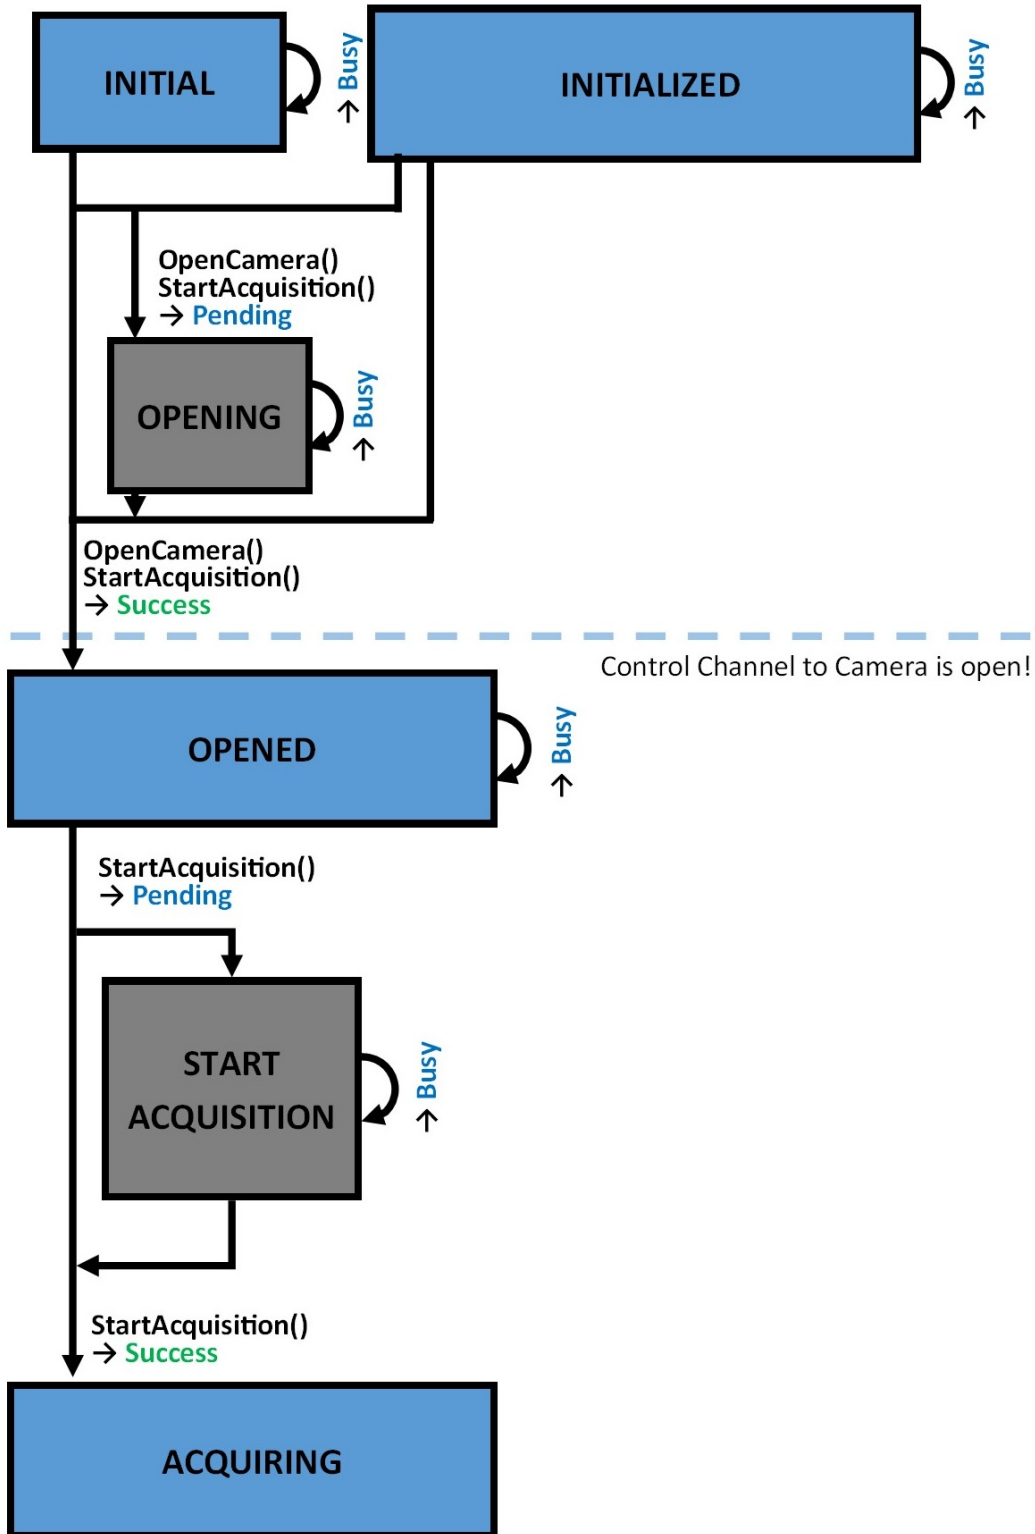 INITIAL
→ Busy
INITIALIZED
→ Busy
OpenCamera()
StartAcquisition()
→ Pending
OPENING
→ Busy
OpenCamera()
StartAcquisition()
→ Success
Control Channel to Camera is open!
OPENED
→ Busy
StartAcquisition()
→ Pending
START
ACQUISITION
→ Busy
StartAcquisition()
→ Success
ACQUIRING